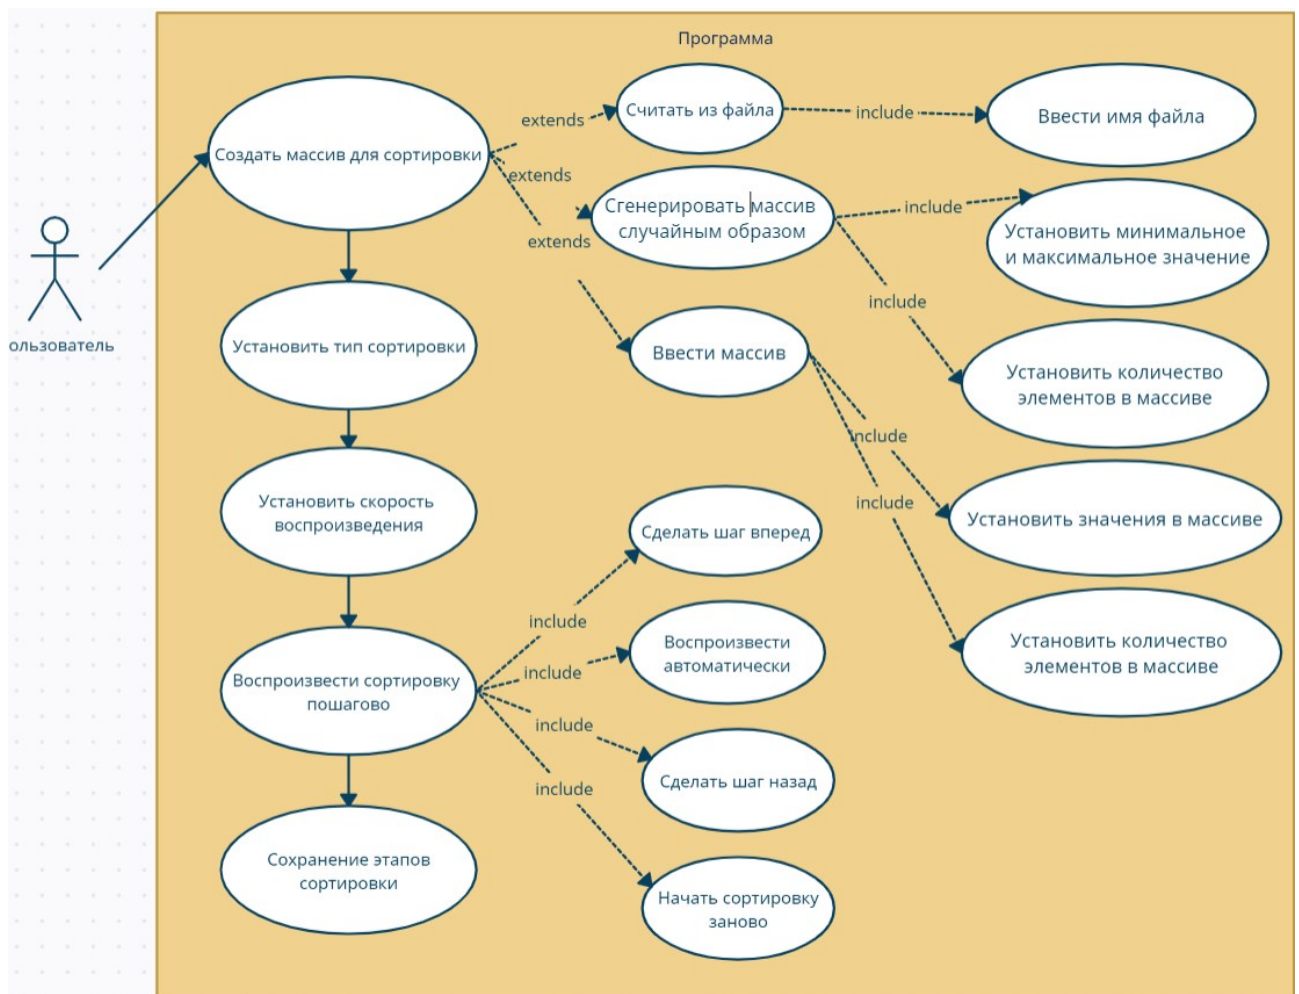 Программа
Создать массив для сортировки
extends
Считать из файла
include
Ввести имя файла
extends
Сгенерировать массив
случайным образом
include
Установить минимальное
и максимальное значение
extends
include
ользователь
Установить тип сортировки
Ввести массив
Установить количество
элементов в массиве
include
Установить скорость
воспроизведения
Сделать шаг вперед
include
Установить значения в массиве
include
Воспроизвести
автоматически
Установить количество
элементов в массиве
include
Воспроизвести сортировку
пошагово
include
Сделать шаг назад
include
Сохранение этапов
сортировки
Начать сортировку
заново